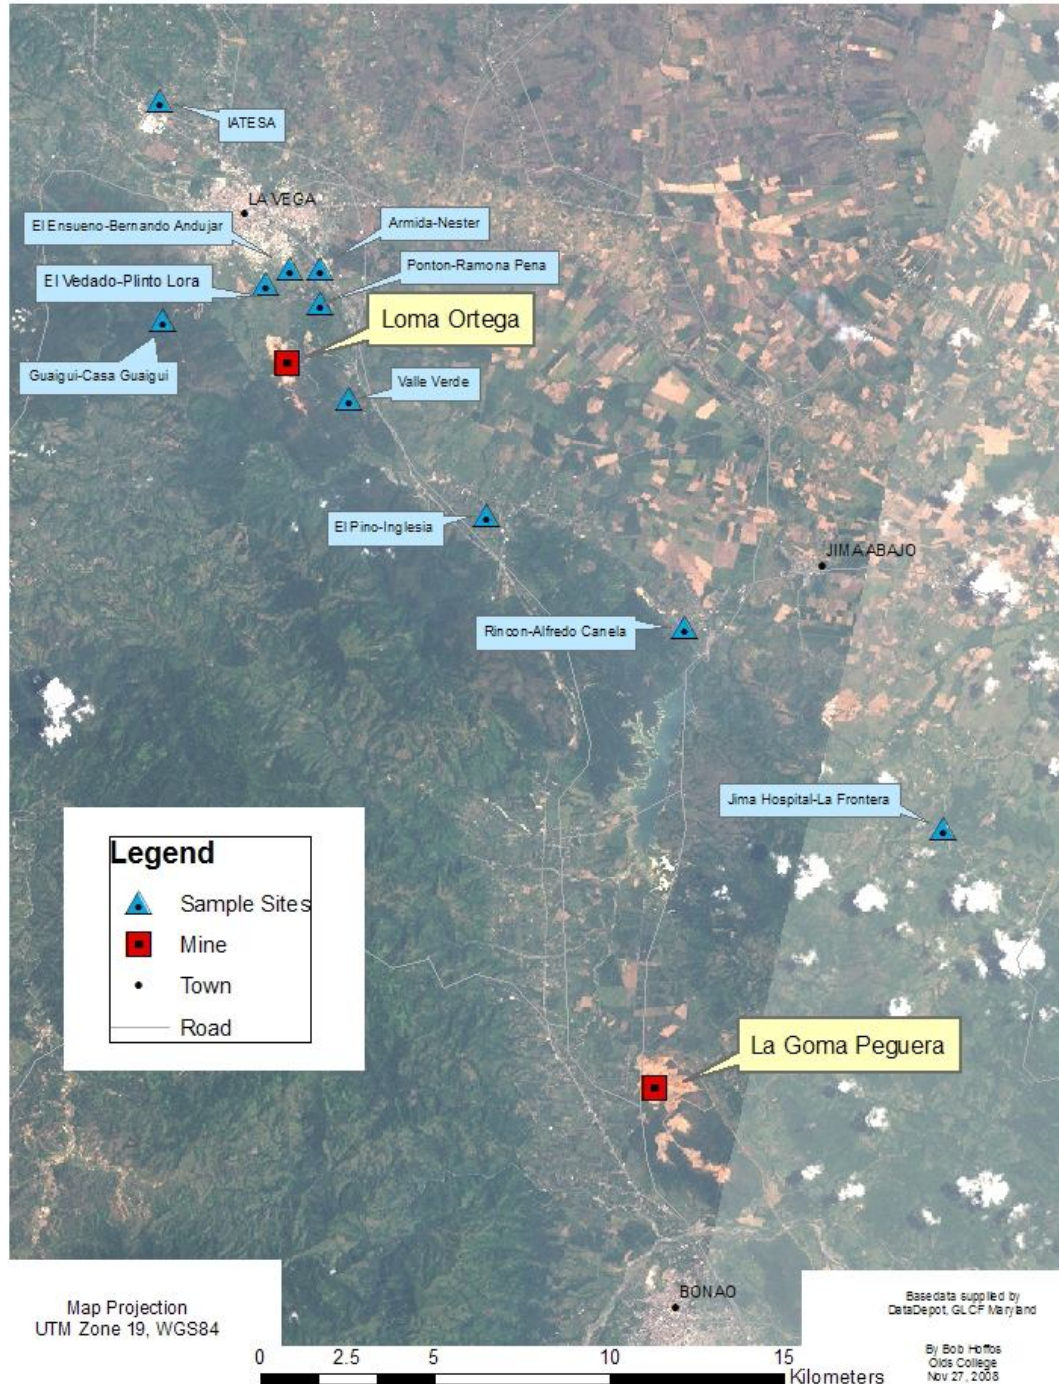 IATESA
LA VEGA
El Ensueno-Bernando Andujar
Armida-Nester
Ponton-Ramona Pena
El Vedado-Plinto Lora
Loma Ortega
Guaigui-Casa Guaigui
Valle Verde
El Pino-Inglesia
JIMA ABAJO
Rincon-Alfredo Canela
Jima Hospital-La Frontera
Legend
Sample Sites
Mine
Town
Road
La Goma Peguera
BONAO
Map Projection
UTM Zone 19, WGS84
Basedata supplied by
DataDepot, GLCF Maryland
By Bob Hoffos
Olds College
Nov 27, 2008
0 2.5 5 10 15
Kilometers